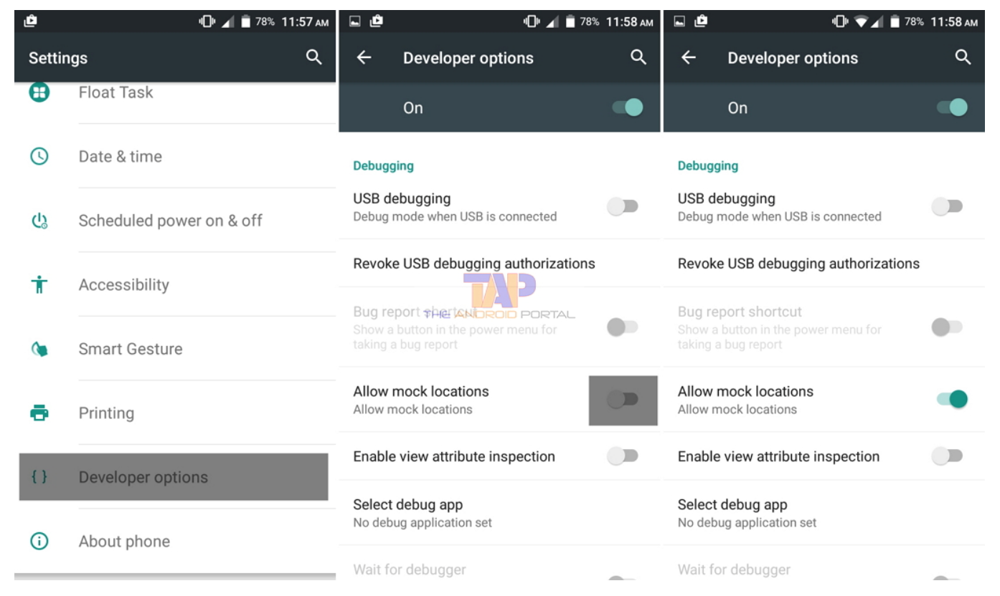 78% 11:57 AM
Settings
Float Task
Date & time
Scheduled power on & off
Accessibility
Smart Gesture
Printing
{ } Developer options
About phone
78% 11:58 AM
Developer options
On
Debugging
USB debugging
Debug mode when USB is connected
Revoke USB debugging authorizations
TAP
THE ANDROID PORTAL
Bug report shortcut
Show a button in the power menu for
taking a bug report
Allow mock locations
Allow mock locations
Enable view attribute inspection
Select debug app
No debug application set
Wait for debugger
78% 11:58 AM
Developer options
On
Debugging
USB debugging
Debug mode when USB is connected
Revoke USB debugging authorizations
Bug report shortcut
Show a button in the power menu for
taking a bug report
Allow mock locations
Allow mock locations
Enable view attribute inspection
Select debug app
No debug application set
Wait for debugger